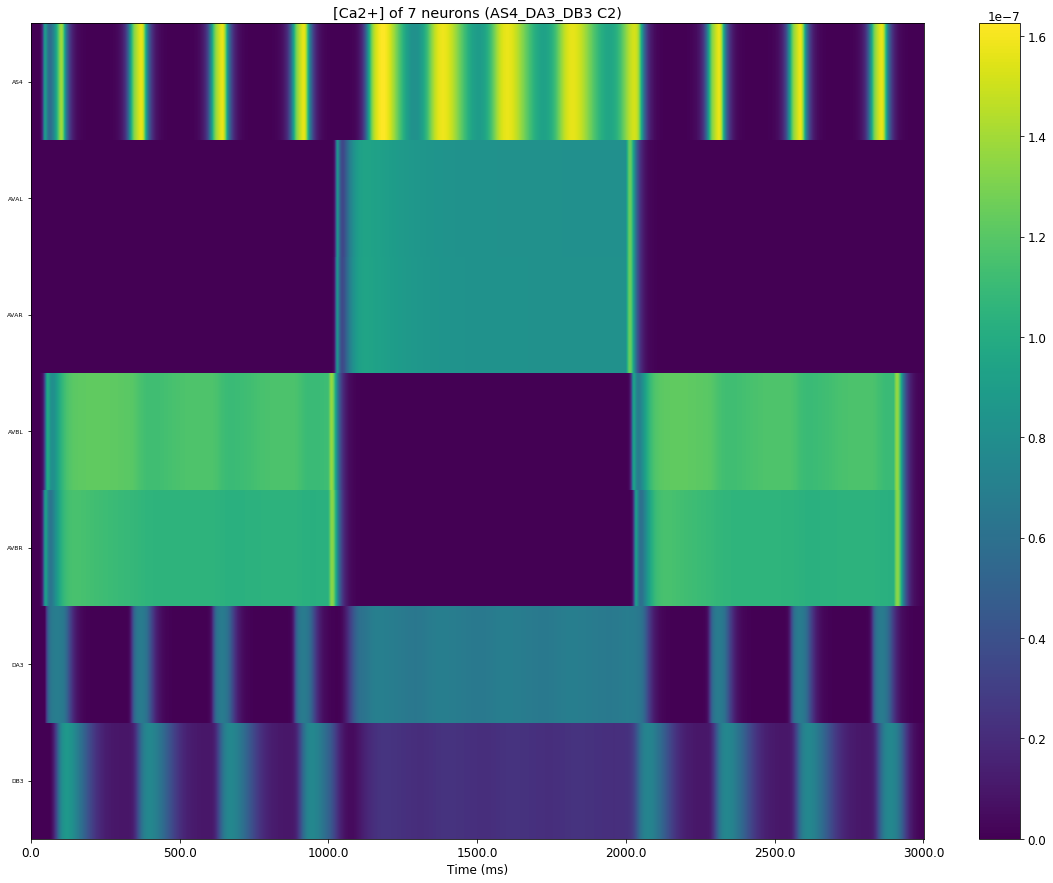 [Ca2+] of 7 neurons (AS4_DA3_DB3 C2)
1e−7
AS4
AVAL
AVAR
AVBL
AVBR
DA3
DB3
0.0 500.0 1000.0 1500.0 2000.0 2500.0 3000.0
Time (ms)
1.6
1.4
1.2
1.0
0.8
0.6
0.4
0.2
0.0